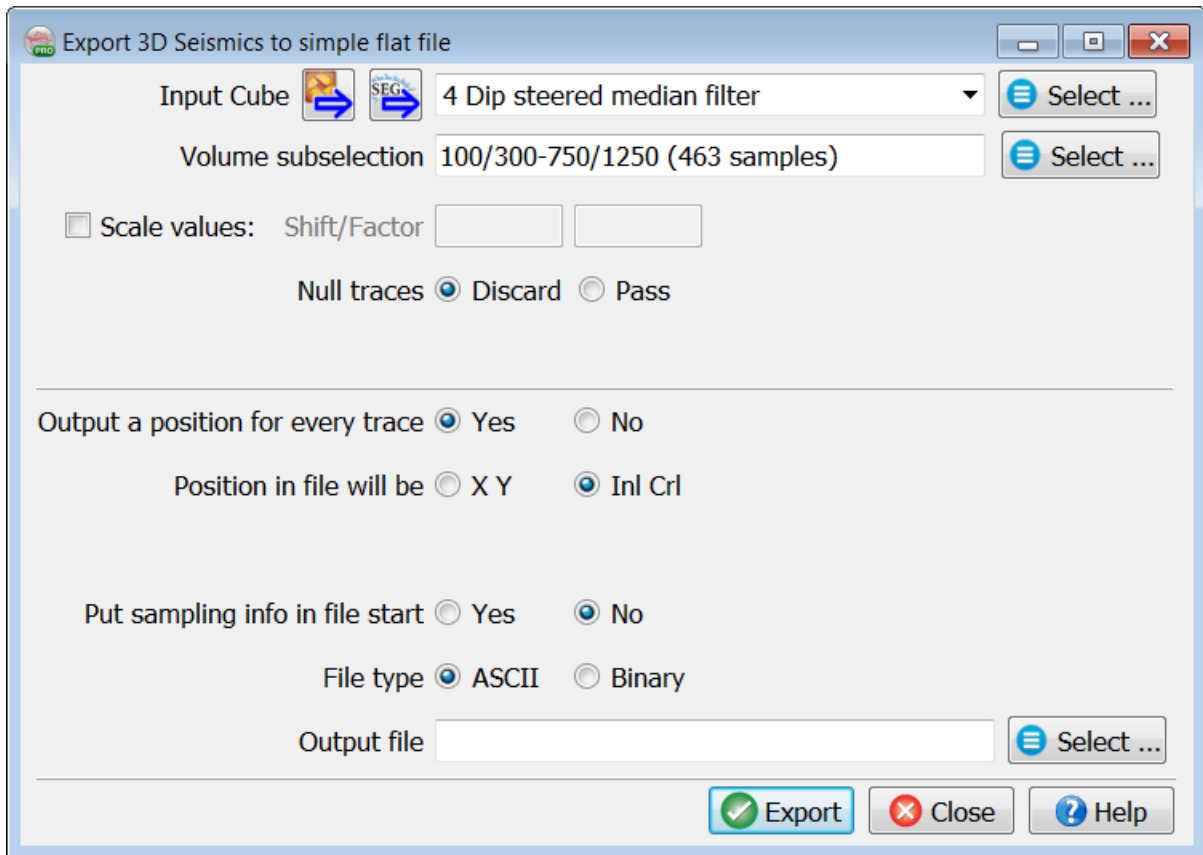 Export 3D Seismics to simple flat file
Input Cube SEG 4 Dip steered median filter Select ...
Volume subselection 100/300-750/1250 (463 samples) Select ...
Scale values: Shift/Factor
Null traces Discard Pass
Output a position for every trace Yes No
Position in file will be X Y Inl Crl
Put sampling info in file start Yes No
File type ASCII Binary
Output file Select ...
Export Close Help